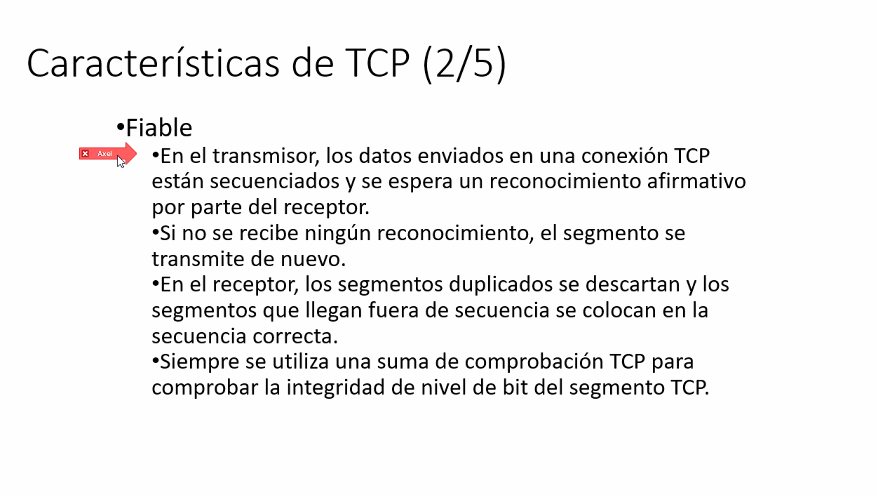 Características de TCP (2/5)
•Fiable
Axel
•En el transmisor, los datos enviados en una conexión TCP
están secuenciados y se espera un reconocimiento afirmativo
por parte del receptor.
•Si no se recibe ningún reconocimiento, el segmento se
transmite de nuevo.
•En el receptor, los segmentos duplicados se descartan y los
segmentos que llegan fuera de secuencia se colocan en la
secuencia correcta.
•Siempre se utiliza una suma de comprobación TCP para
comprobar la integridad de nivel de bit del segmento TCP.